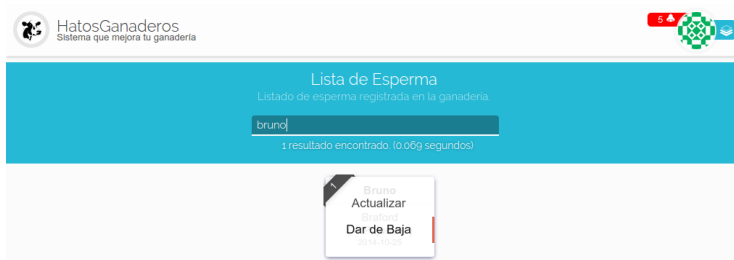 HatosGanaderos
Sistema que mejora tu ganadería
5
Lista de Esperma
Listado de esperma registrada en la ganadería.
bruno
1 resultado encontrado. (0.069 segundos)
1
Bruno
Actualizar
Braford
Dar de Baja
2014-10-25